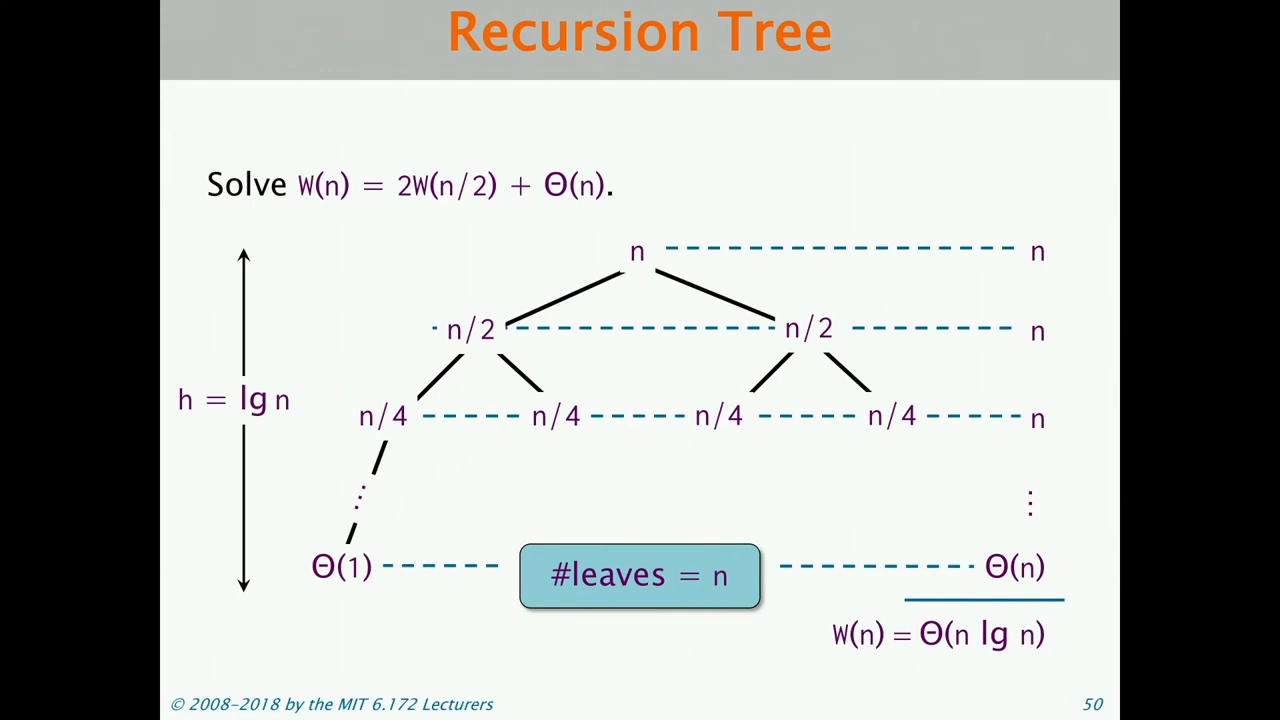 Recursion Tree
Solve W(n) = 2W(n/2) + Θ(n).
n n
n/2 n/2 n
h = lg n
n/4 n/4 n/4 n/4 n
⋮ ⋮
Θ(1) #leaves = n Θ(n)
W(n) = Θ(n lg n)
© 2008–2018 by the MIT 6.172 Lecturers 50